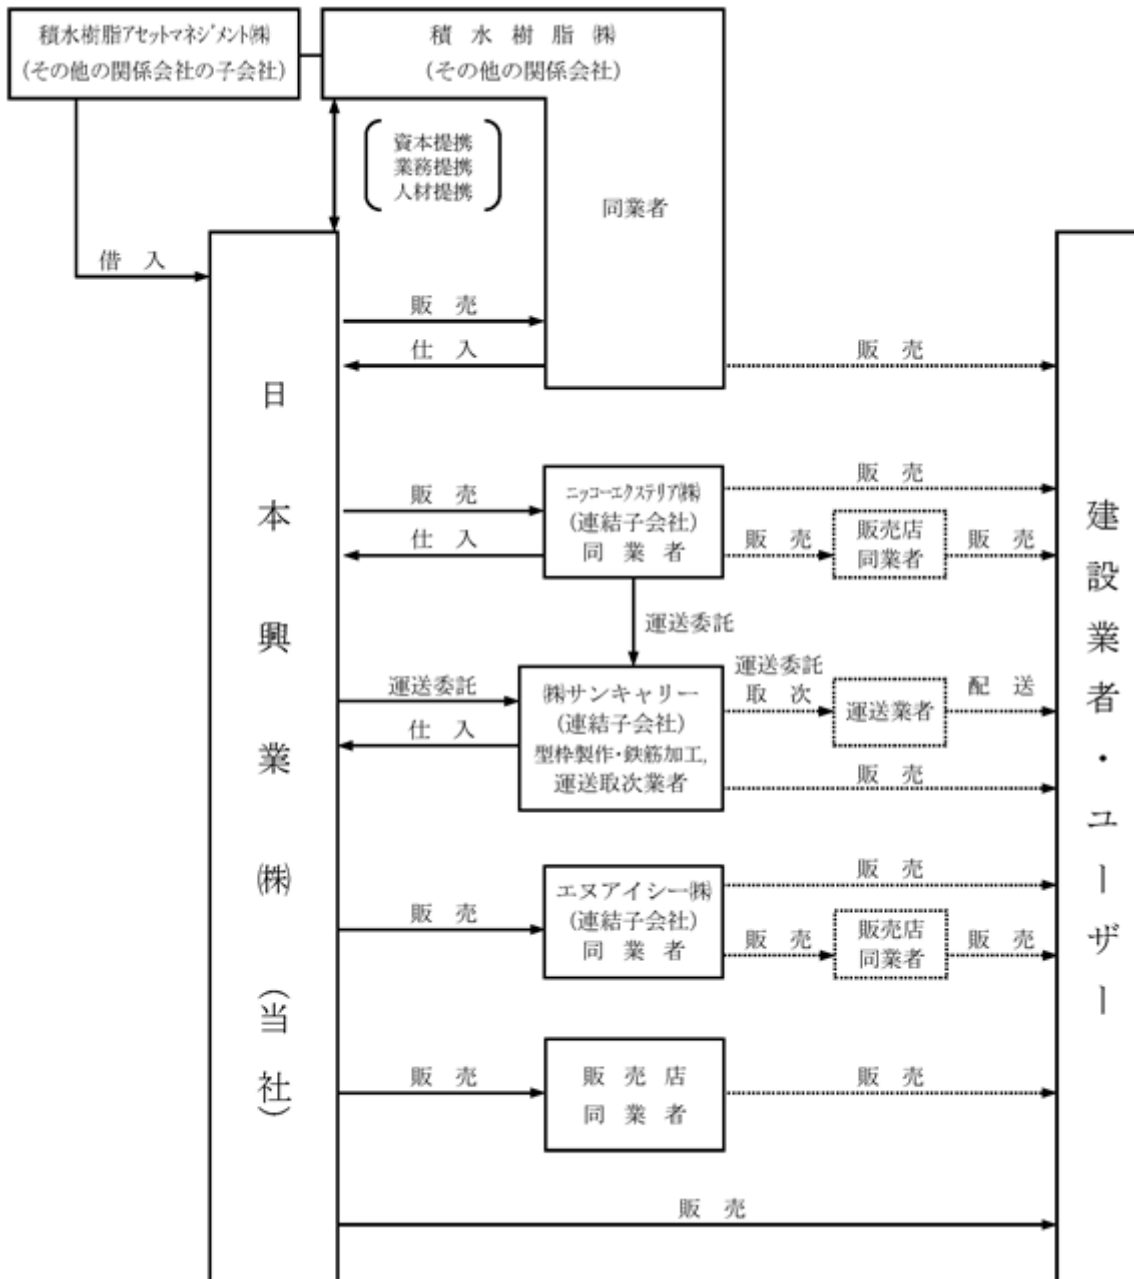 積水樹脂アセットマネジメント㈱
(その他の関係会社の子会社)
積 水 樹 脂 ㈱
(その他の関係会社)
資本提携
業務提携
人材提携
同業者
借 入
販 売
仕 入
販 売
日本興業㈱(当社)
建設業者・ユーザー
販 売
仕 入
ニッコーエクステリア㈱
(連結子会社)
同 業 者
販 売
販 売
販売店
同業者
販 売
運送委託
運送委託
仕 入
㈱サンキャリー
(連結子会社)
型枠製作・鉄筋加工,
運送取次業者
運送委託
取 次
運送業者
配 送
販 売
販 売
エヌアイシー㈱
(連結子会社)
同 業 者
販 売
販 売
販売店
同業者
販 売
販 売
販 売 店
同 業 者
販 売
販 売